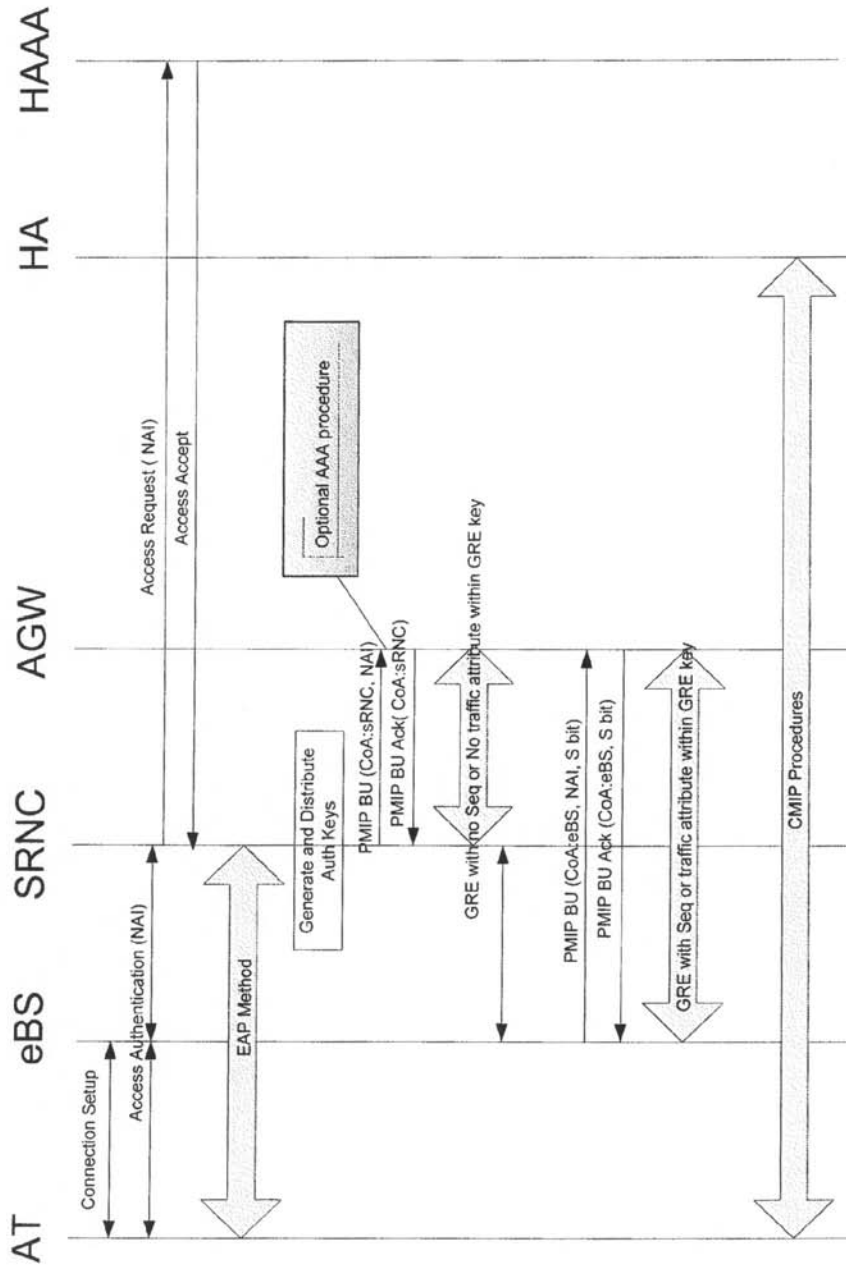 AT eBS SRNC AGW HA HAAA
Connection Setup
Access Authentication (NAI)
Access Request ( NAI)
Access Accept
EAP Method
Generate and Distribute
Auth Keys
Optional AAA procedure
PMIP BU (CoA:sRNC, NAI)
PMIP BU Ack( CoA:sRNC)
GRE with no Seq or No traffic attribute within GRE key
PMIP BU (CoA:eBS, NAI, S bit)
PMIP BU Ack (CoA:eBS, S bit)
GRE with Seq or traffic attribute within GRE key
CMIP Procedures